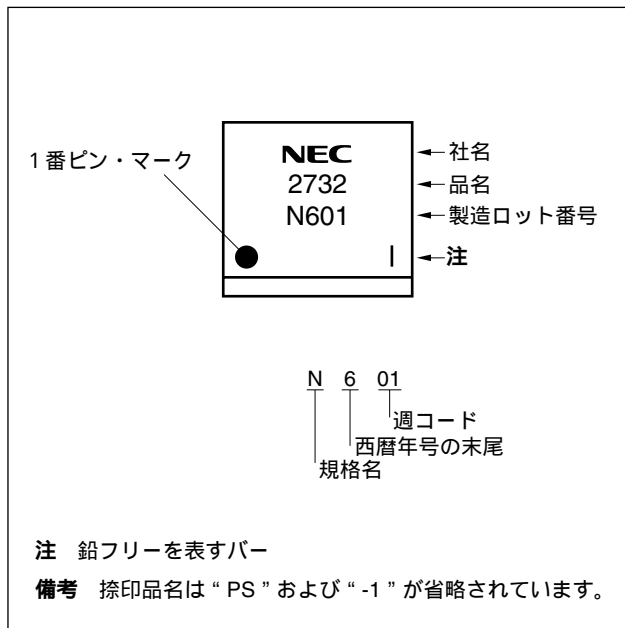 NEC
2732
N601
1番ピン・マーク
社名
品名
製造ロット番号
注
N 6 01
週コード
西暦年号の末尾
規格名
注 鉛フリーを表すバー
備考 捺印品名は“PS”および“-1”が省略されています。